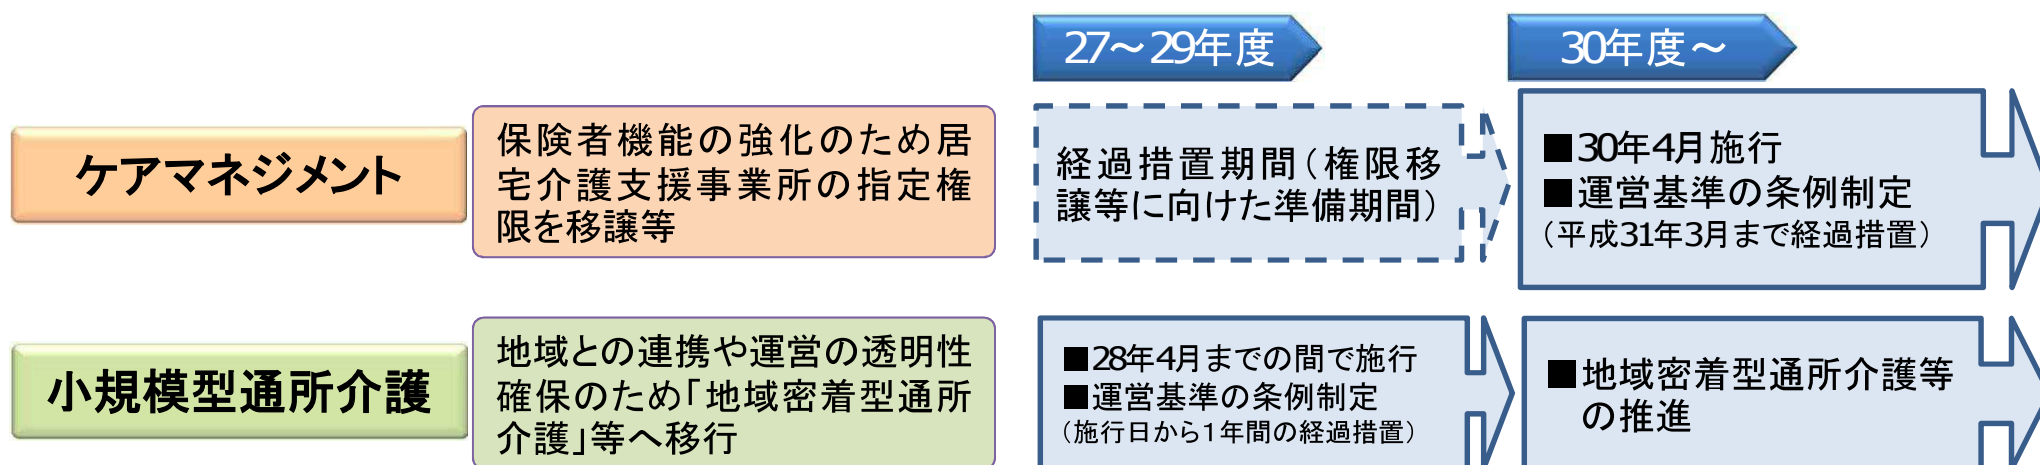 27～29年度
30年度～
ケアマネジメント
保険者機能の強化のため居
宅介護支援事業所の指定権
限を移譲等
経過措置期間（権限移
譲等に向けた準備期間）
■30年4月施行
■運営基準の条例制定
（平成31年3月まで経過措置）
小規模型通所介護
地域との連携や運営の透明性
確保のため「地域密着型通所
介護」等へ移行
■28年4月までの間で施行
■運営基準の条例制定
（施行日から1年間の経過措置）
■地域密着型通所介護等
の推進